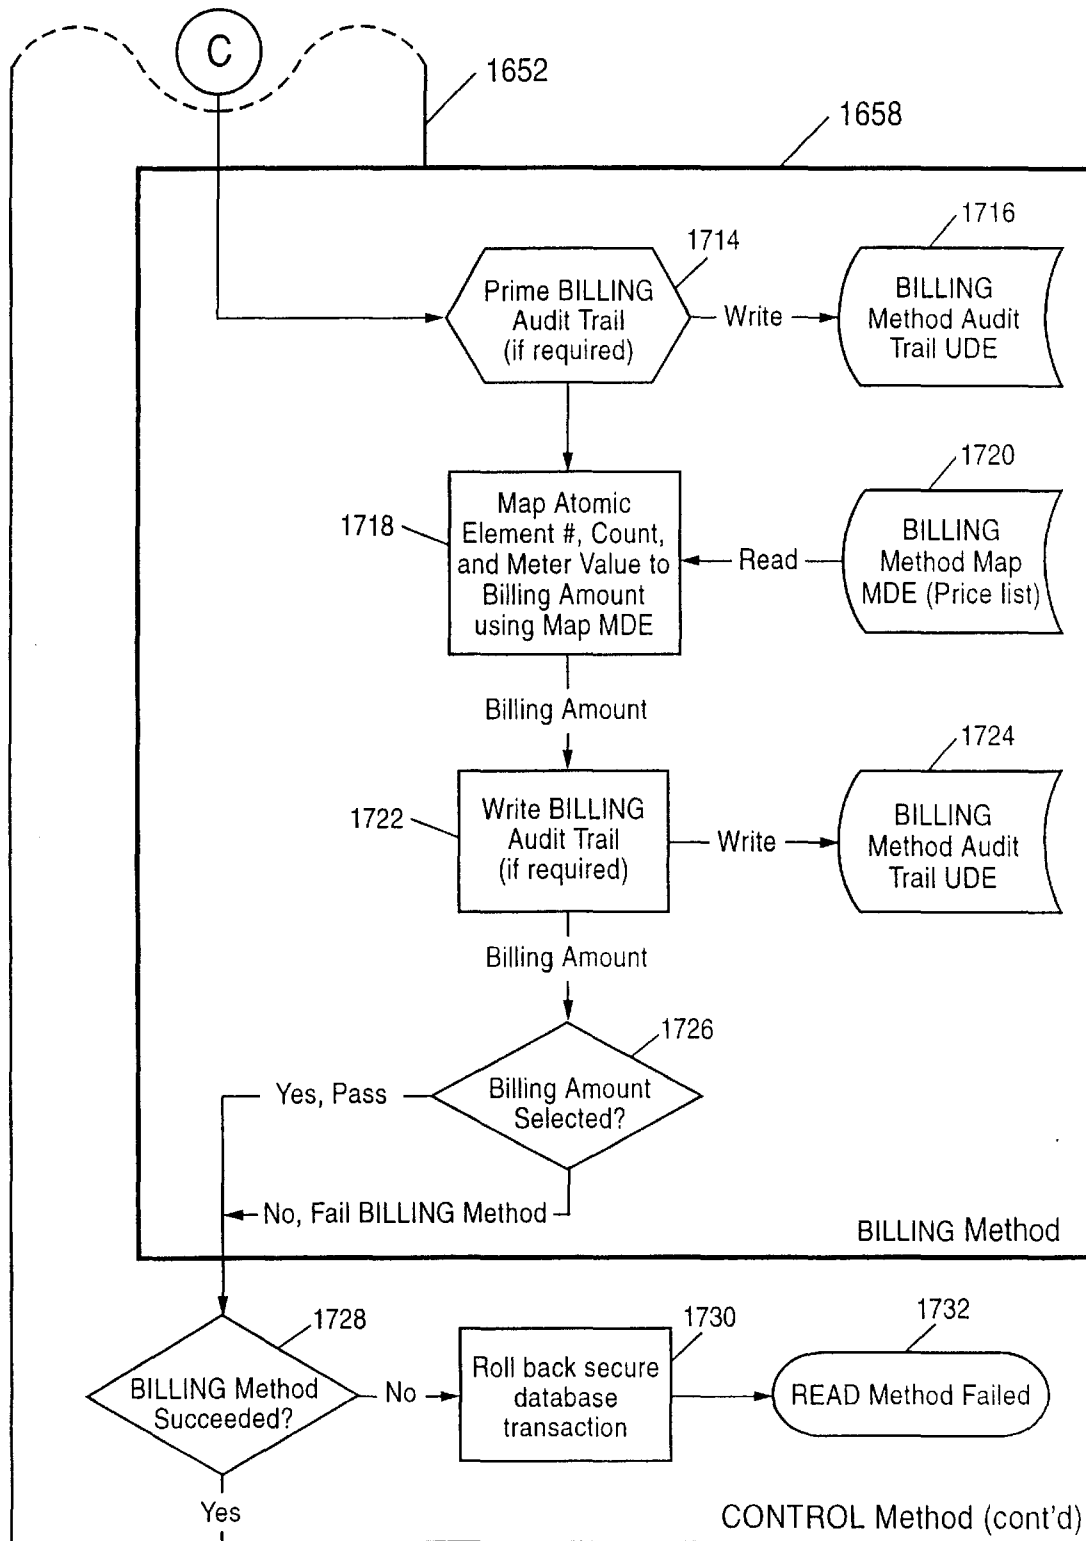 C
1652
1658
1714
1716
Prime BILLING
Audit Trail
(if required)
Write
BILLING
Method Audit
Trail UDE
1718
Map Atomic
Element #, Count,
and Meter Value to
Billing Amount
using Map MDE
Read
1720
BILLING
Method Map
MDE (Price list)
Billing Amount
1722
Write BILLING
Audit Trail
(if required)
Write
1724
BILLING
Method Audit
Trail UDE
Billing Amount
1726
Billing Amount
Selected?
Yes, Pass
No, Fail BILLING Method
BILLING Method
1728
BILLING Method
Succeeded?
No
1730
Roll back secure
database
transaction
1732
READ Method Failed
Yes
CONTROL Method (cont'd)